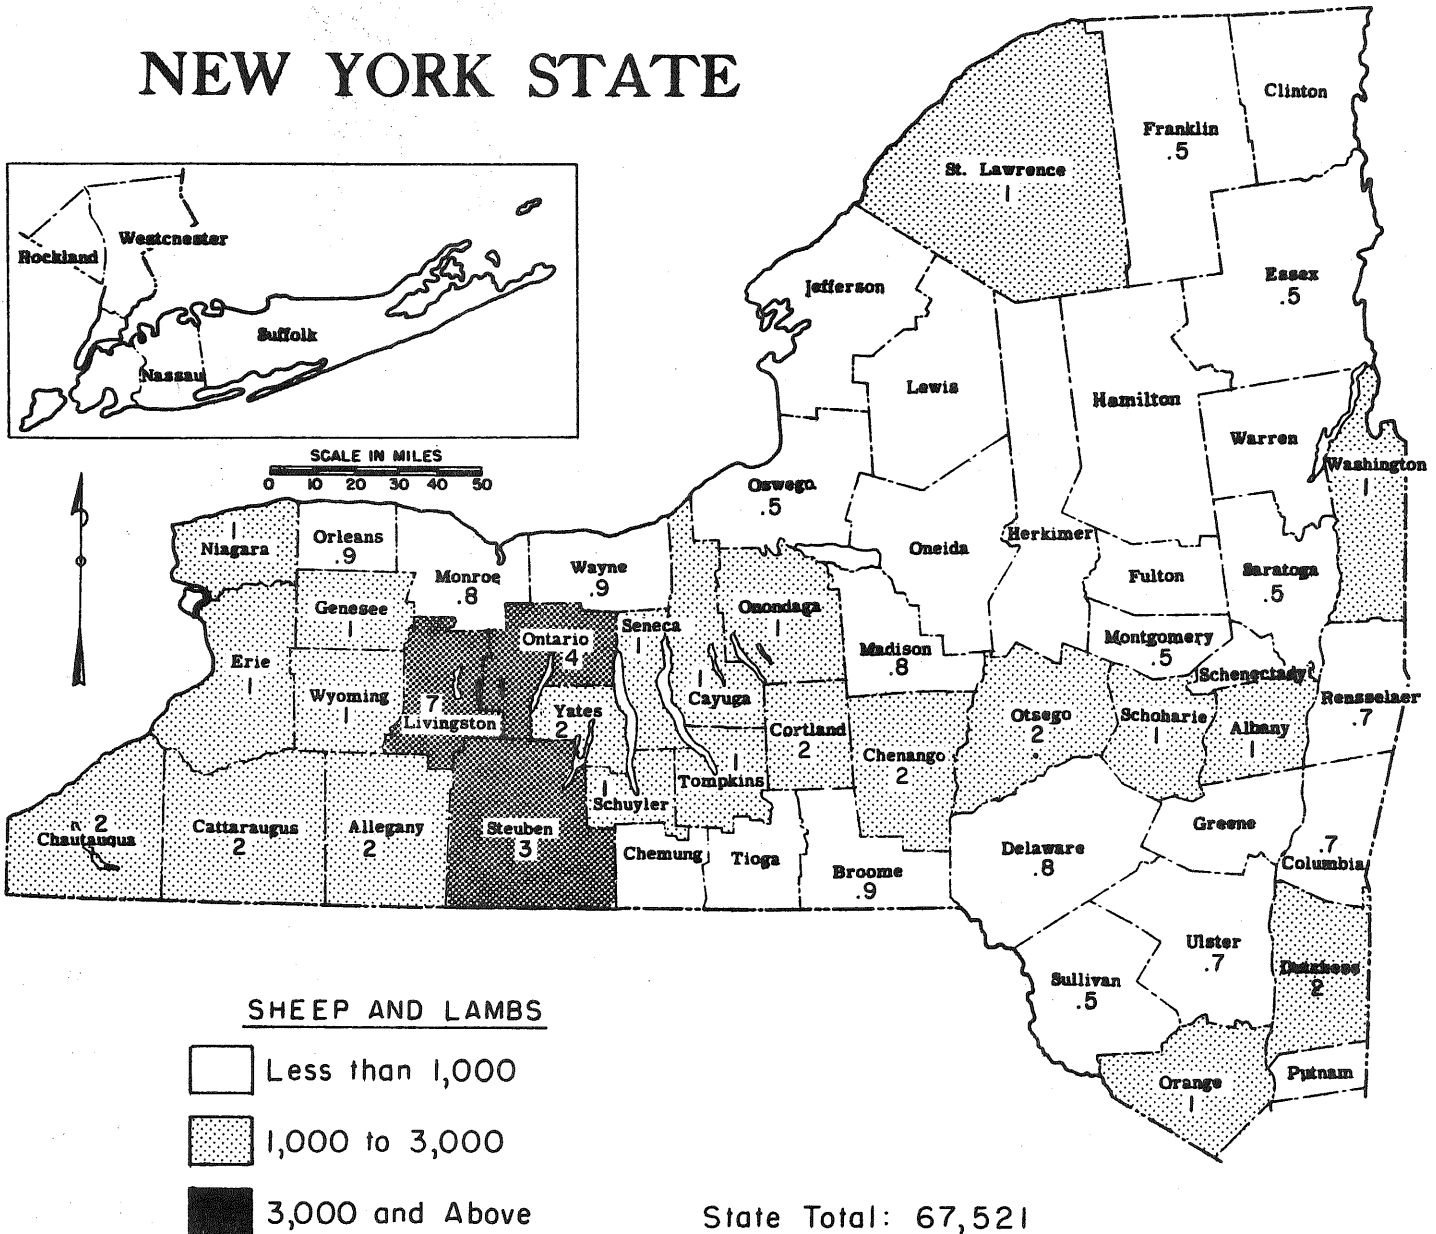 NEW YORK STATE
Clinton
Franklin
.5
St. Lawrence
1
Westcnester
Rockland
Essex
.5
Jefferson
Suffolk
Nassau
Lewis
Hamilton
Warren
SCALE IN MILES
0 10 20 30 40 50
Washington
1
Oswego
.5
1
Niagara
Orleans
.9
Herkimer
Oneida
Monroe
.8
Wayne
.9
Fulton
Saratoga
.5
Genesee
1
Onondaga
1
Seneca
1
Ontario
4
Montgomery
.5
Madison
.8
Erie
1
Schenectady
Wyoming
1
7
Livingston
1
Cayuga
Rensselaer
.7
Yates
2
Otsego
2
Schoharie
1
Albany
1
Cortland
2
Chenango
2
1
Tompkins
1
Schuyler
2
Chautauqua
Cattaraugus
2
Allegany
2
Steuben
3
Greene
Chemung
Tioga
Delaware
.8
.7
Columbia
Broome
.9
Ulster
.7
Dutchess
2
Sullivan
.5
Orange
1
Putnam
SHEEP AND LAMBS
Less than 1,000
1,000 to 3,000
3,000 and Above
State Total: 67,521